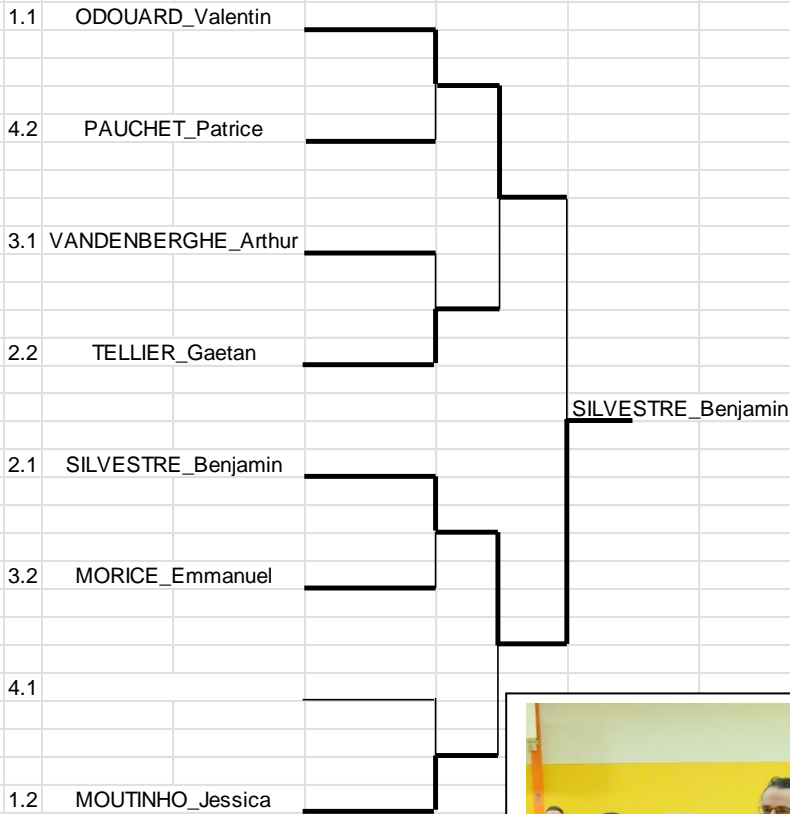 1.1 ODOUARD_Valentin
4.2 PAUCHET_Patrice
3.1 VANDENBERGHE_Arthur
2.2 TELLIER_Gaetan
SILVESTRE_Benjamin
2.1 SILVESTRE_Benjamin
3.2 MORICE_Emmanuel
4.1
1.2 MOUTINHO_Jessica